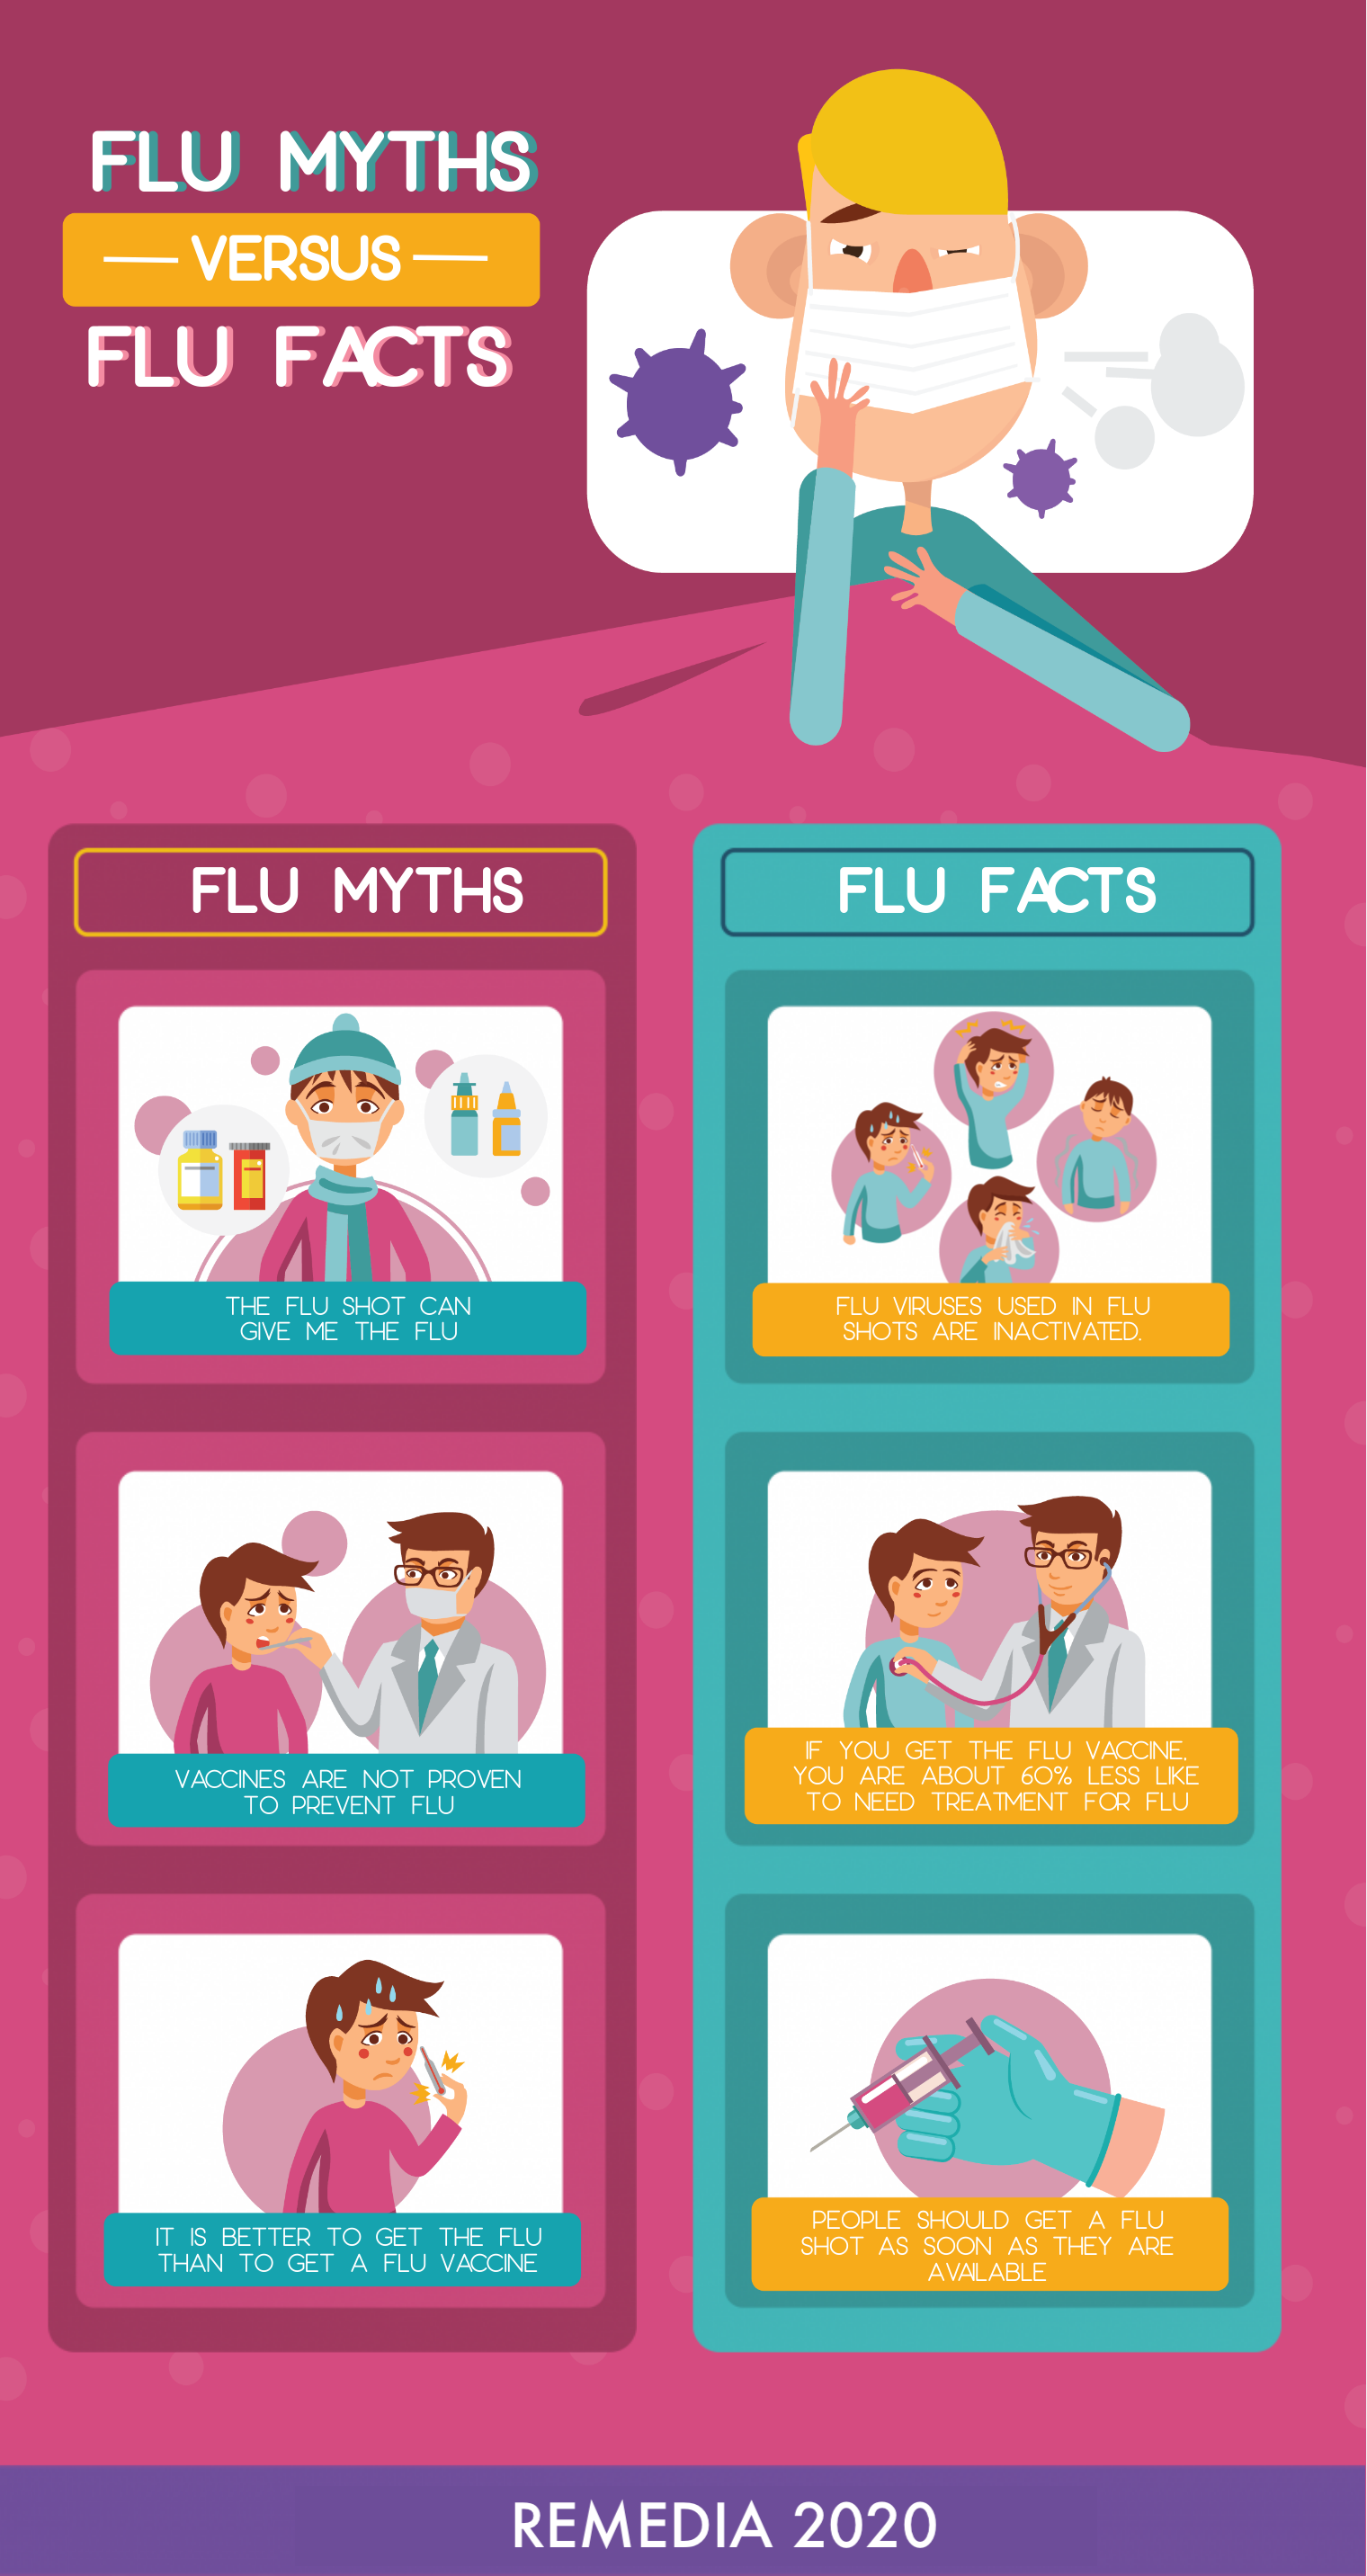 FLU MYTHS
VERSUS
FLU FACTS
FLU MYTHS
THE FLU SHOT CAN
GIVE ME THE FLU
VACCINES ARE NOT PROVEN
TO PREVENT FLU
IT IS BETTER TO GET THE FLU
THAN TO GET A FLU VACCINE
FLU FACTS
FLU VIRUSES USED IN FLU
SHOTS ARE INACTIVATED.
IF YOU GET THE FLU VACCINE,
YOU ARE ABOUT 60% LESS LIKE
TO NEED TREATMENT FOR FLU
PEOPLE SHOULD GET A FLU
SHOT AS SOON AS THEY ARE
AVAILABLE
REMEDIA 2020